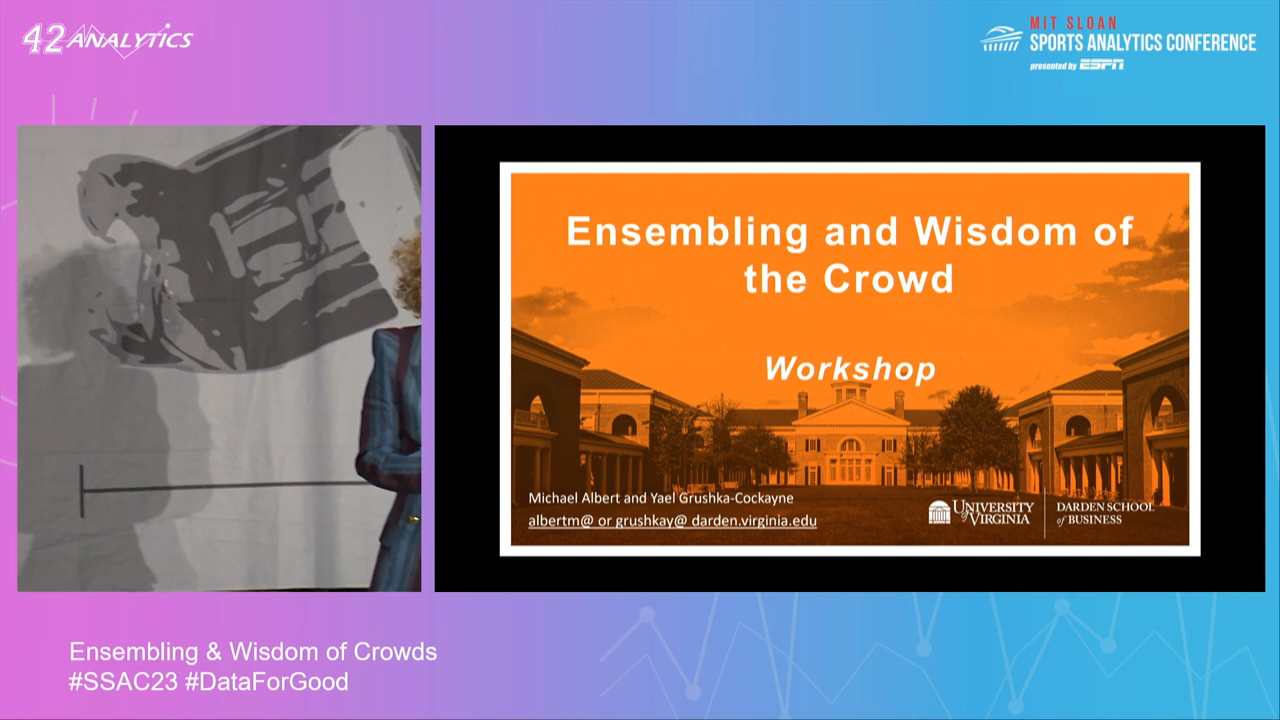 42 ANALYTICS
MIT SLOAN
SPORTS ANALYTICS CONFERENCE
presented by ESPN
Ensembling and Wisdom of
the Crowd
Workshop
Michael Albert and Yael Grushka-Cockayne
albertm@ or grushkay@ darden.virginia.edu
UNIVERSITY
of VIRGINIA
DARDEN SCHOOL
of BUSINESS
Ensembling & Wisdom of Crowds
#SSAC23 #DataForGood